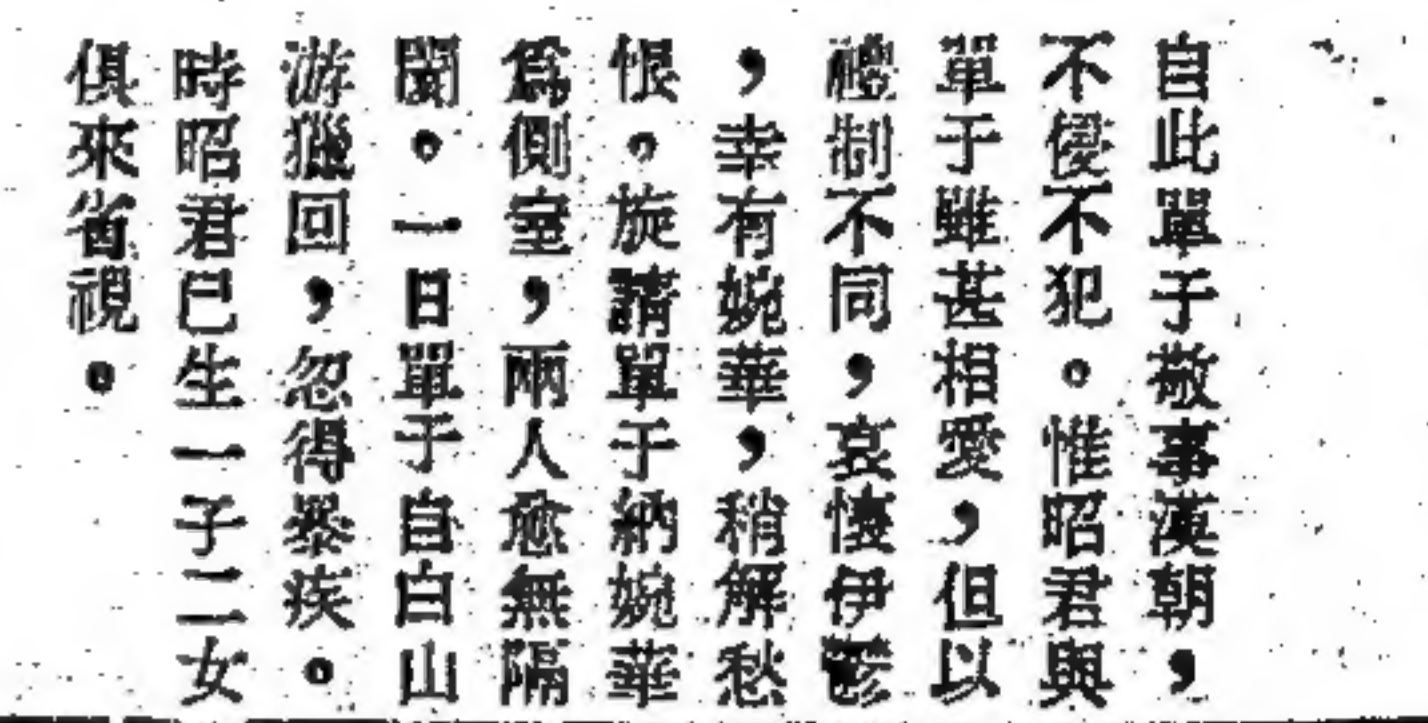 自此單于敬事漢朝，
不侵不犯。惟昭君與
單于雖甚相愛，但以
禮制不同，哀懷伊鬱
，幸有婉華，稍解愁
恨。旋請單于納婉華
爲側室，兩人愈無隔
閡。一日單于自白山
游獵回，忽得暴疾。
時昭君已生一子二女
俱來省視。